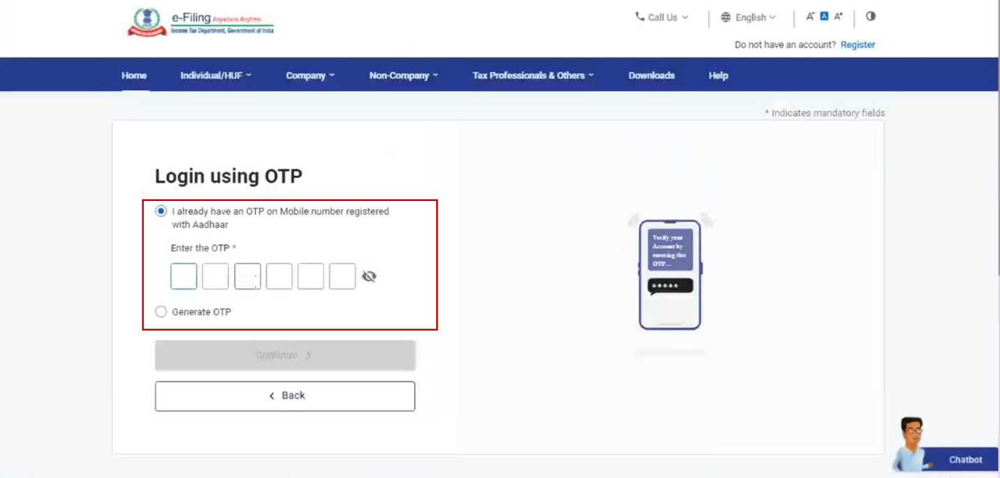 e-Filing Anywhere Anytime
Income Tax Department, Government of India
Call Us
English
A- A A+
Do not have an account? Register
Home Individual/HUF Company Non-Company Tax Professionals & Others Downloads Help
* Indicates mandatory fields
Login using OTP
I already have an OTP on Mobile number registered
with Aadhaar
Enter the OTP *
Generate OTP
Continue >
< Back
Verify your
Account by
entering this
OTP...
*****
Chatbot